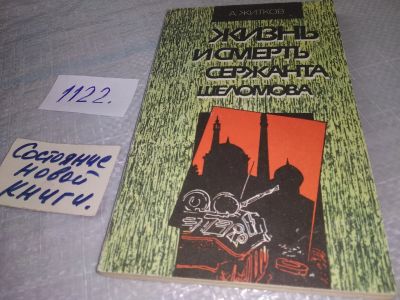 А. ЖИТКОВ
ЖИЗНЬ
И СМЕРТЬ
СЕРЖАНТА
ШЕЛОМОВА
1122.
Состояние
новой
книги.